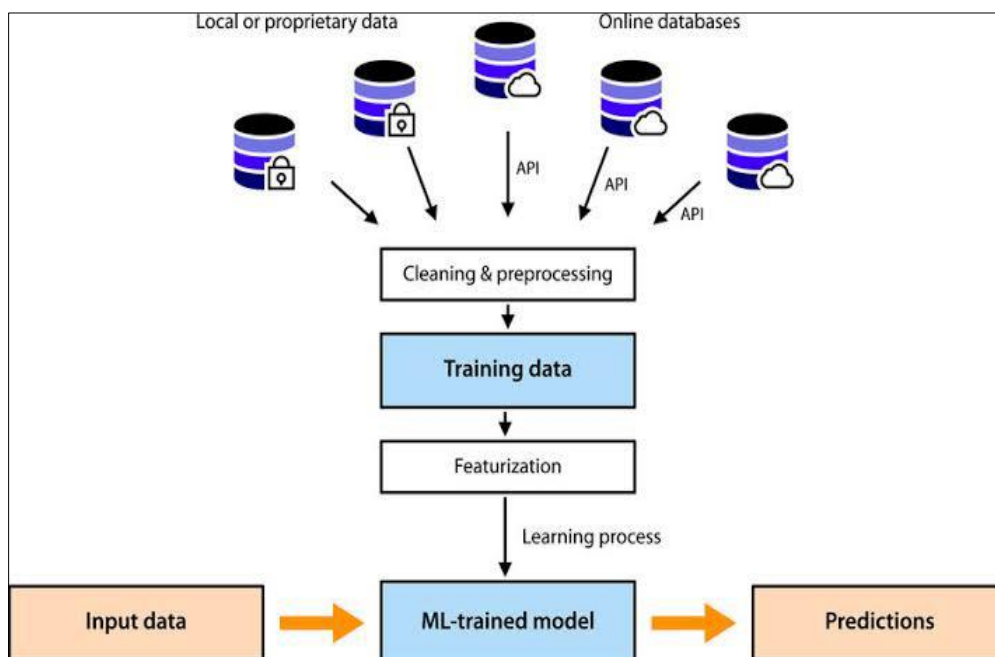 Local or proprietary data
Online databases
API
API
API
Cleaning & preprocessing
Training data
Featurization
Learning process
Input data
ML-trained model
Predictions